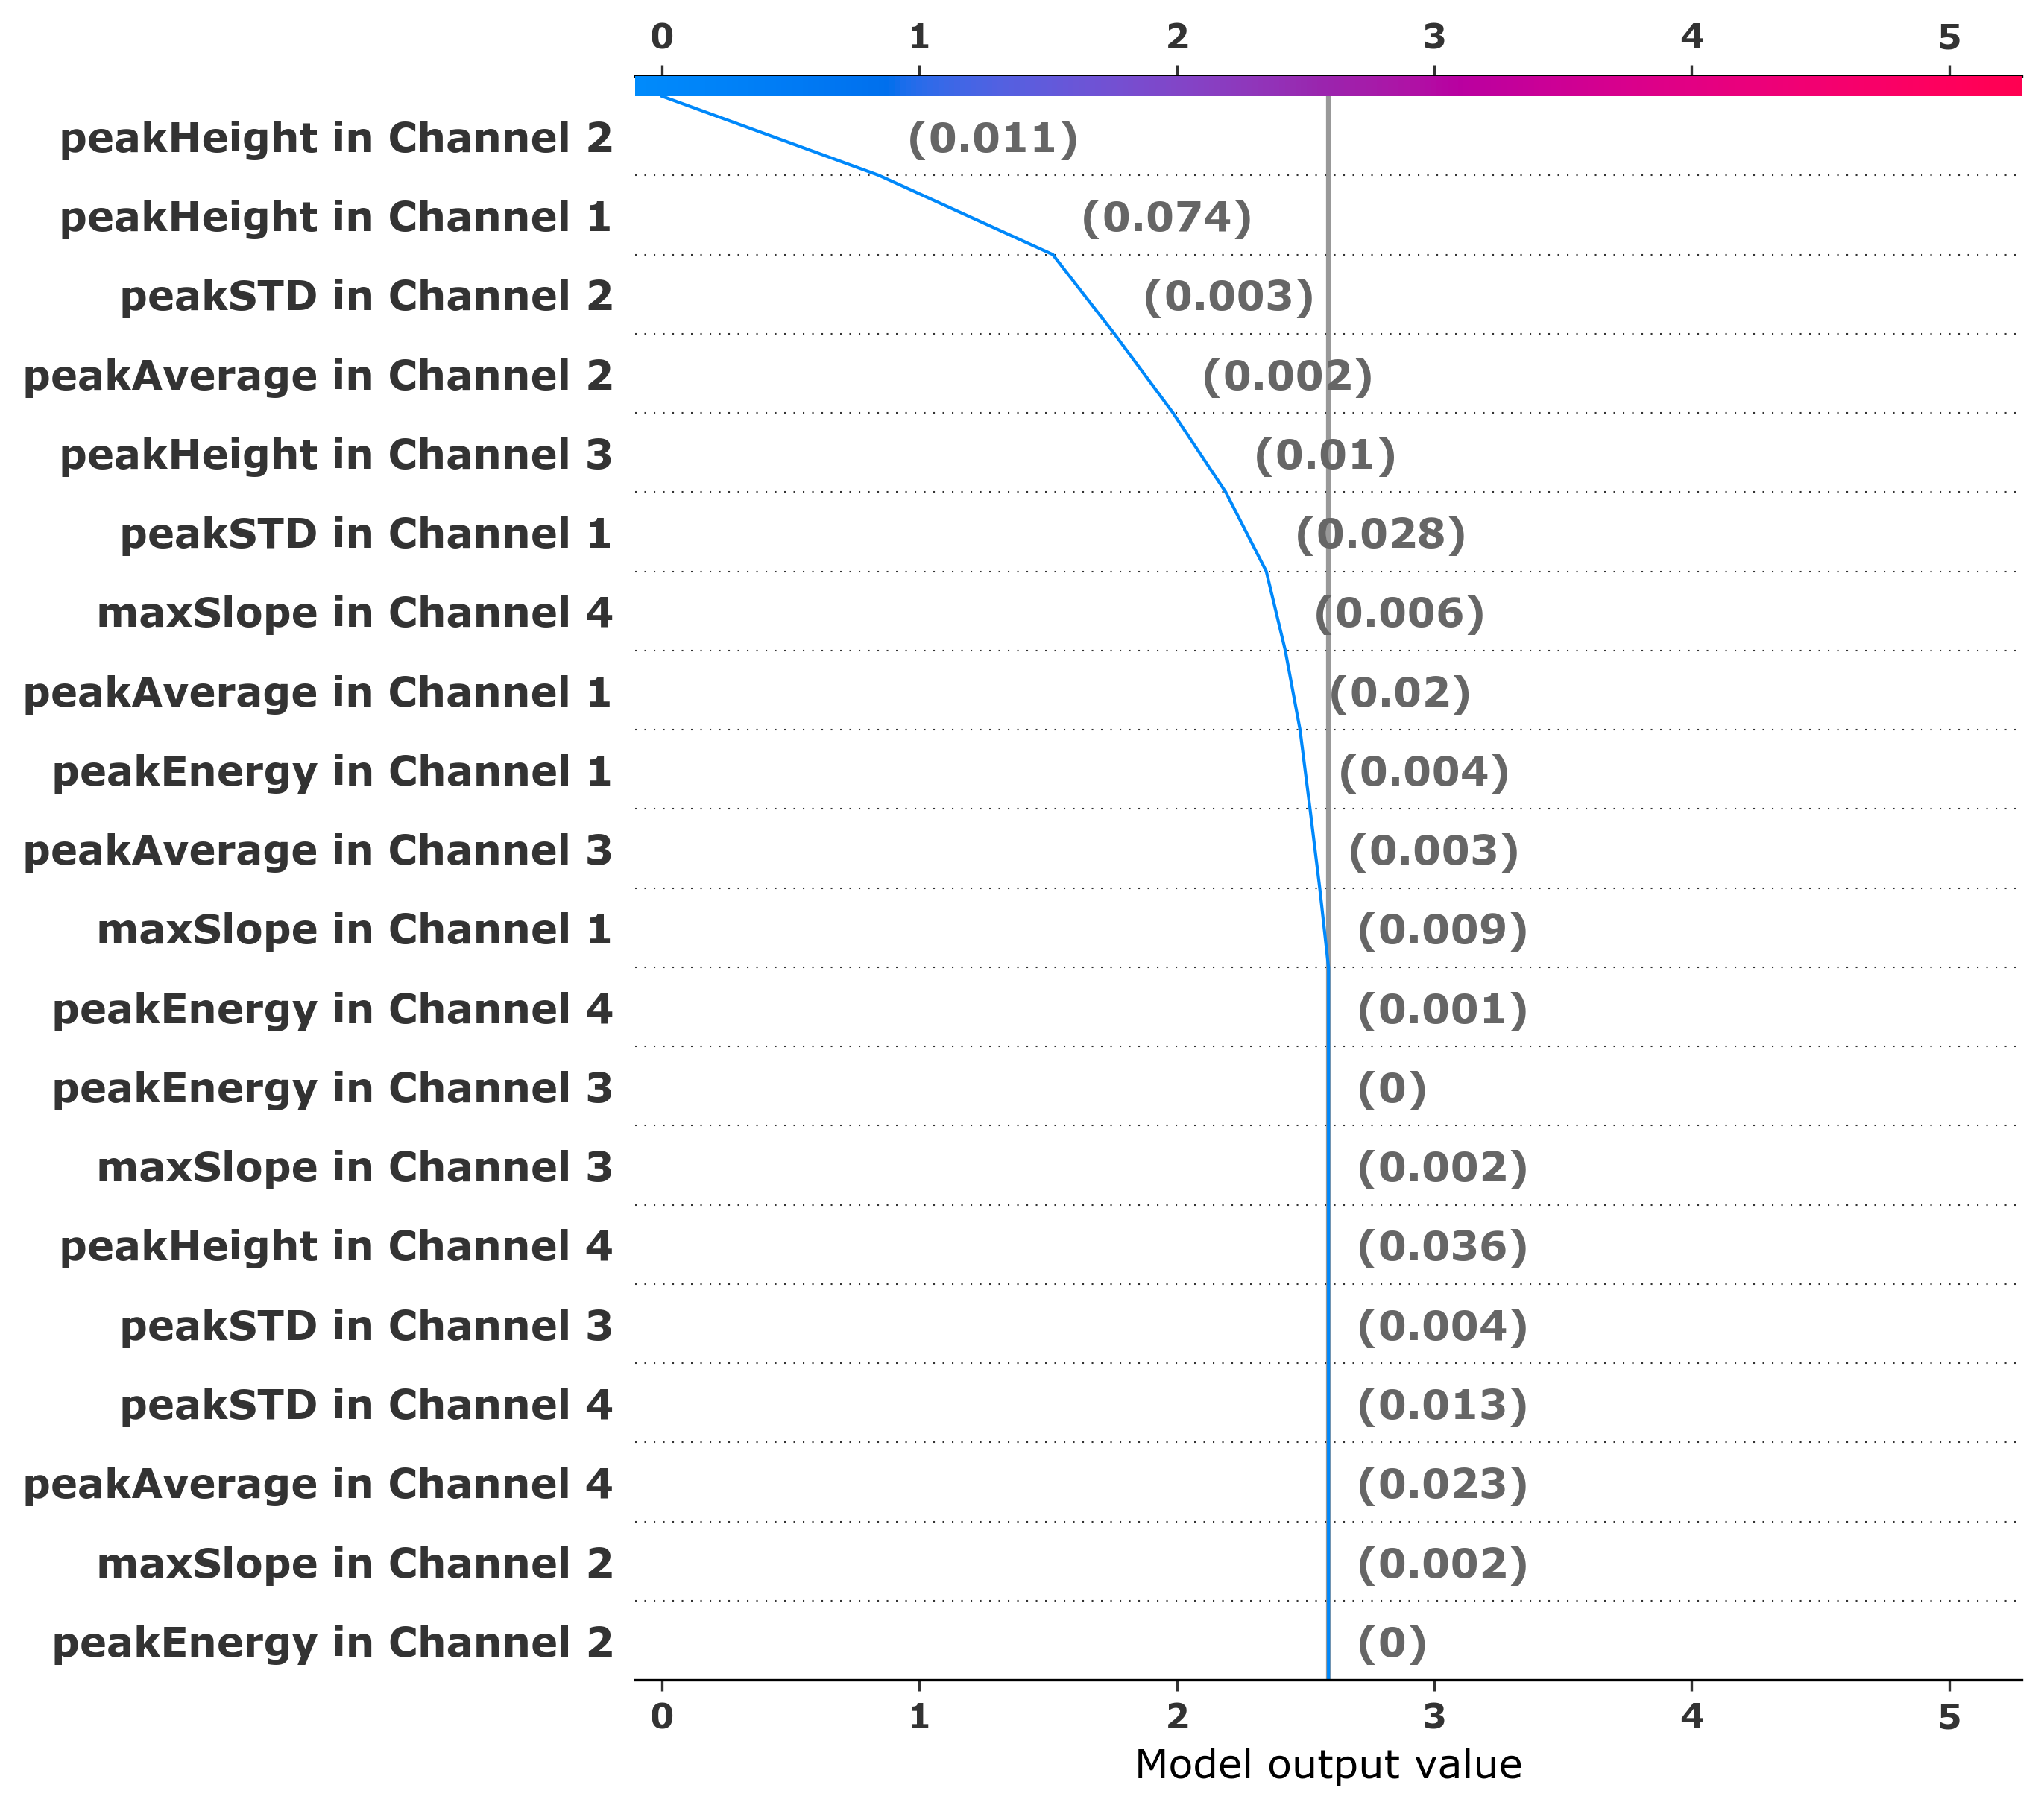 0 1 2 3 4 5
peakHeight in Channel 2 (0.011)
peakHeight in Channel 1 (0.074)
peakSTD in Channel 2 (0.003)
peakAverage in Channel 2 (0.002)
peakHeight in Channel 3 (0.01)
peakSTD in Channel 1 (0.028)
maxSlope in Channel 4 (0.006)
peakAverage in Channel 1 (0.02)
peakEnergy in Channel 1 (0.004)
peakAverage in Channel 3 (0.003)
maxSlope in Channel 1 (0.009)
peakEnergy in Channel 4 (0.001)
peakEnergy in Channel 3 (0)
maxSlope in Channel 3 (0.002)
peakHeight in Channel 4 (0.036)
peakSTD in Channel 3 (0.004)
peakSTD in Channel 4 (0.013)
peakAverage in Channel 4 (0.023)
maxSlope in Channel 2 (0.002)
peakEnergy in Channel 2 (0)
0 1 2 3 4 5
Model output value